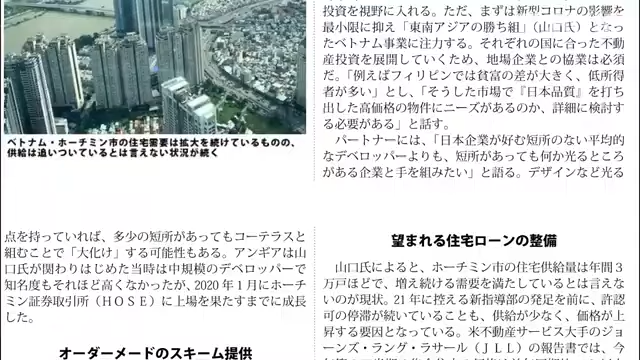 ベトナム・ホーチミン市の住宅需要は拡大を続けているものの、
供給は追いついているとは言えない状況が続く
投資を視野に入れる。ただ、まずは新型コロナの影響を
最小限に抑え「東南アジアの勝ち組」（山口氏）となっ
たベトナム事業に注力する。それぞれの国に合った不動
産投資を展開していくため、地場企業との協業は必須
だ。「例えばフィリピンでは貧富の差が大きく、低所得
者が多い」とし、「そうした市場で『日本品質』を打ち
出した高価格の物件にニーズがあるのか、詳細に検討す
る必要がある」と話す。
パートナーには、「日本企業が好む短所のない平均的
なデベロッパーよりも、短所があっても何か光るところ
がある企業と手を組みたい」と語る。デザインなど光る
点を持っていれば、多少の短所があってもコーテラスと
組むことで「大化け」する可能性もある。アンギアは山
口氏が関わりはじめた当時は中規模のデベロッパーで
知名度もそれほど高くなかったが、2020年1月にホーチ
ミン証券取引所（ＨＯＳＥ）に上場を果たすまでに成長
した。
オーダーメードのスキーム提供
望まれる住宅ローンの整備
山口氏によると、ホーチミン市の住宅供給量は年間３
万戸ほどで、増え続ける需要を満たしているとは言えな
いのが現状。21年に控える新指導部の発足を前に、許認
可の停滞が続いていることも、供給が少なく、価格が上
昇する要因となっている。米不動産サービス大手のジョ
ーンズ・ラング・ラサール（ＪＬＬ）の報告書では、今